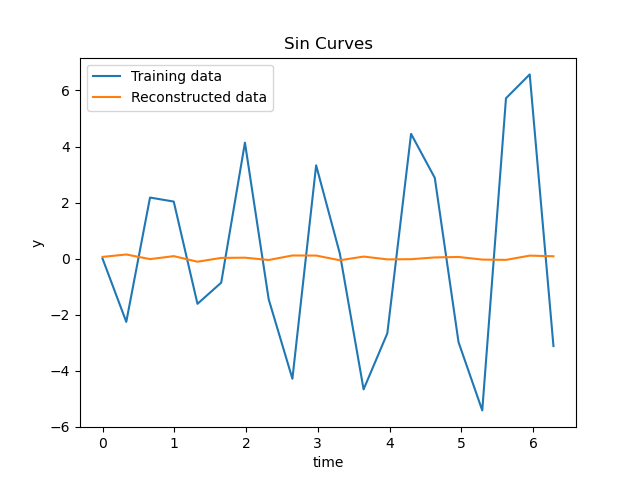 Sin Curves
Training data
Reconstructed data
6
4
2
0
−2
−4
−6
y
0 1 2 3 4 5 6
time